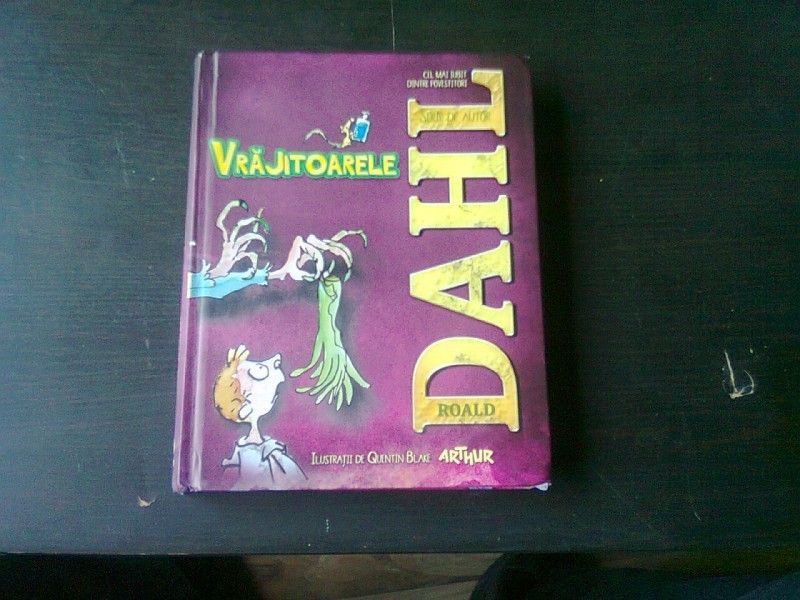 CEL MAI IUBIT
DINTRE POVESTITORI
SERIE DE AUTOR
VRĂJITOARELE
DAHL
ROALD
ILUSTRAȚII DE QUENTIN BLAKE ARTHUR